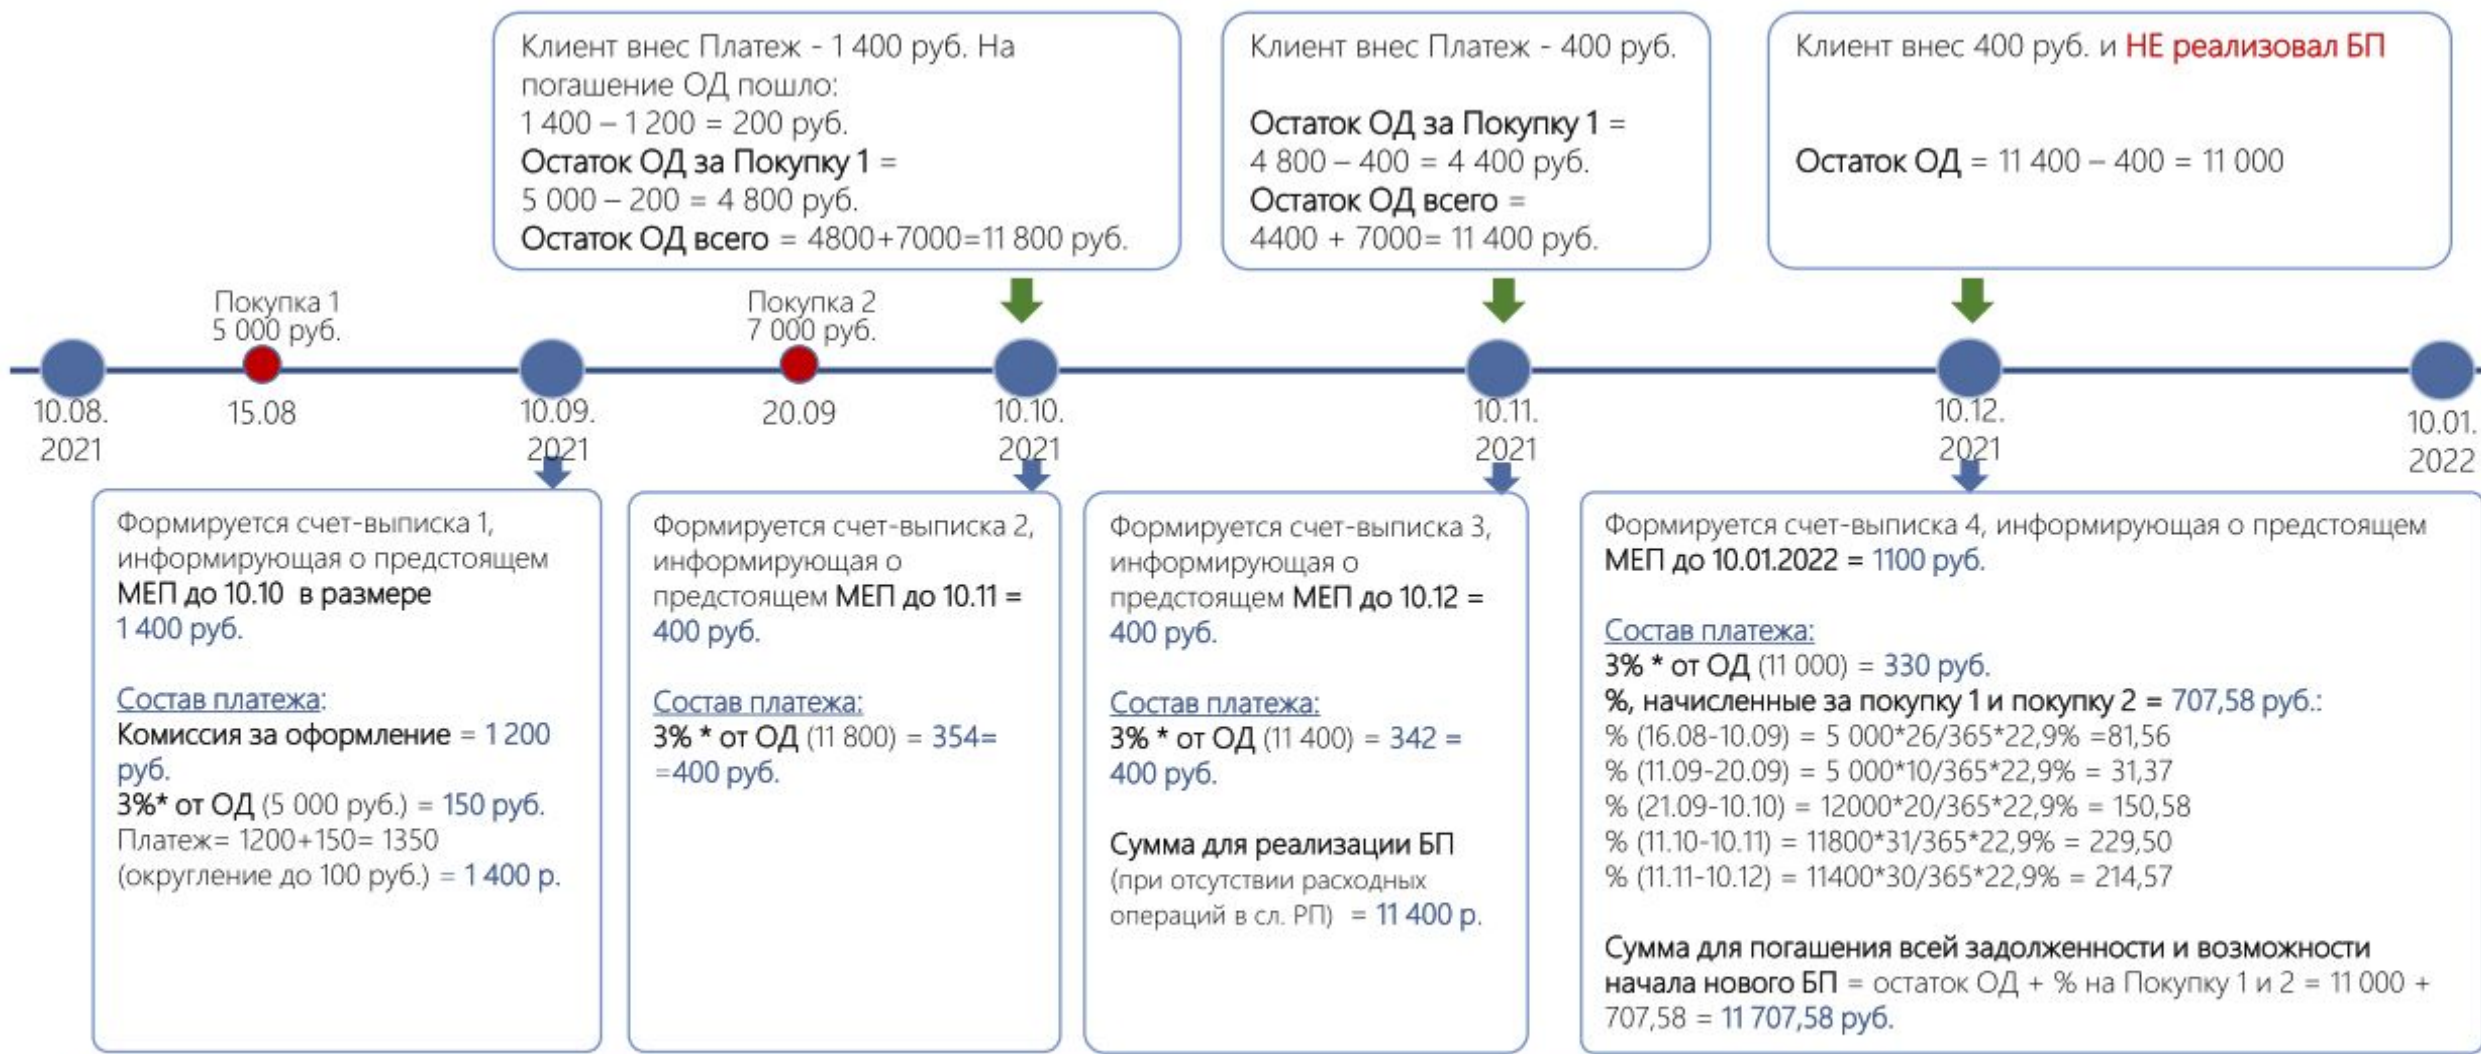 Клиент внес Платеж - 1 400 руб. На
погашение ОД пошло:
1 400 – 1 200 = 200 руб.
Остаток ОД за Покупку 1 =
5 000 – 200 = 4 800 руб.
Остаток ОД всего = 4800+7000=11 800 руб.
Клиент внес Платеж - 400 руб.
Остаток ОД за Покупку 1 =
4 800 – 400 = 4 400 руб.
Остаток ОД всего =
4400 + 7000= 11 400 руб.
Клиент внес 400 руб. и НЕ реализовал БП
Остаток ОД = 11 400 – 400 = 11 000
Покупка 1
5 000 руб.
Покупка 2
7 000 руб.
10.08.
2021
15.08
10.09.
2021
20.09
10.10.
2021
10.11.
2021
10.12.
2021
10.01.
2022
Формируется счет-выписка 1,
информирующая о предстоящем
МЕП до 10.10 в размере
1 400 руб.
Состав платежа:
Комиссия за оформление = 1 200
руб.
3%* от ОД (5 000 руб.) = 150 руб.
Платеж= 1200+150= 1350
(округление до 100 руб.) = 1 400 р.
Формируется счет-выписка 2,
информирующая о
предстоящем МЕП до 10.11 =
400 руб.
Состав платежа:
3% * от ОД (11 800) = 354=
=400 руб.
Формируется счет-выписка 3,
информирующая о
предстоящем МЕП до 10.12 =
400 руб.
Состав платежа:
3% * от ОД (11 400) = 342 =
400 руб.
Сумма для реализации БП
(при отсутствии расходных
операций в сл. РП) = 11 400 р.
Формируется счет-выписка 4, информирующая о предстоящем
МЕП до 10.01.2022 = 1100 руб.
Состав платежа:
3% * от ОД (11 000) = 330 руб.
%, начисленные за покупку 1 и покупку 2 = 707,58 руб.:
% (16.08-10.09) = 5 000*26/365*22,9% =81,56
% (11.09-20.09) = 5 000*10/365*22,9% = 31,37
% (21.09-10.10) = 12000*20/365*22,9% = 150,58
% (11.10-10.11) = 11800*31/365*22,9% = 229,50
% (11.11-10.12) = 11400*30/365*22,9% = 214,57
Сумма для погашения всей задолженности и возможности
начала нового БП = остаток ОД + % на Покупку 1 и 2 = 11 000 +
707,58 = 11 707,58 руб.